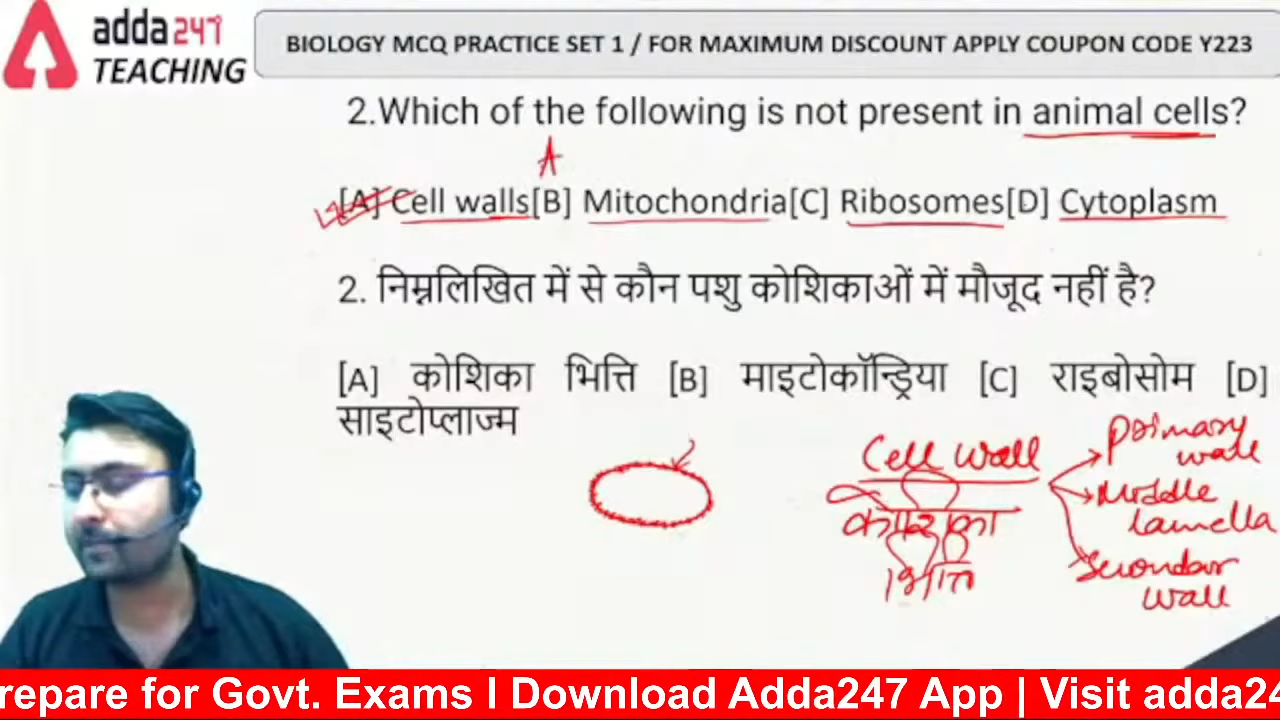 adda247
TEACHING
BIOLOGY MCQ PRACTICE SET 1 / FOR MAXIMUM DISCOUNT APPLY COUPON CODE Y223
2.Which of the following is not present in animal cells?
A
[A] Cell walls[B] Mitochondria[C] Ribosomes[D] Cytoplasm
2. निम्नलिखित में से कौन पशु कोशिकाओं में मौजूद नहीं है?
[A] कोशिका भित्ति [B] माइटोकॉन्ड्रिया [C] राइबोसोम [D]
साइटोप्लाज्म
Cell wall
कोशिका
भित्ति
Primary
wall
Middle
lamella
Secondar
wall
repare for Govt. Exams I Download Adda247 App | Visit adda24